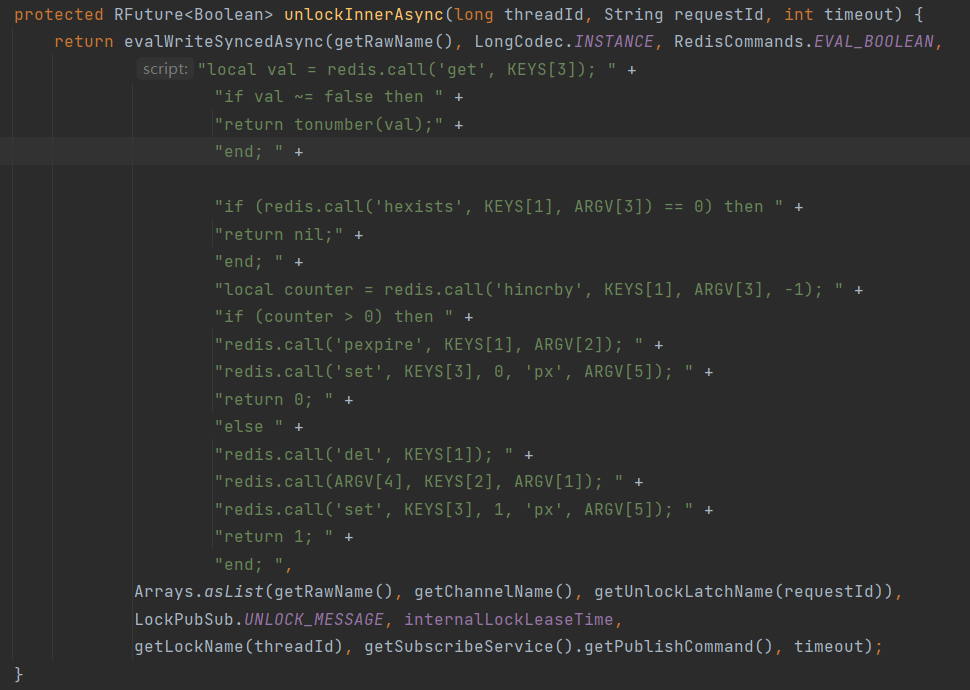 protected RFuture<Boolean> unlockInnerAsync(long threadId, String requestId, int timeout) {
return evalWriteSyncedAsync(getRawName(), LongCodec.INSTANCE, RedisCommands.EVAL_BOOLEAN,
script: "local val = redis.call('get', KEYS[3]); " +
"if val ~= false then " +
"return tonumber(val);" +
"end; " +
"if (redis.call('hexists', KEYS[1], ARGV[3]) == 0) then " +
"return nil;" +
"end; " +
"local counter = redis.call('hincrby', KEYS[1], ARGV[3], -1); " +
"if (counter > 0) then " +
"redis.call('pexpire', KEYS[1], ARGV[2]); " +
"redis.call('set', KEYS[3], 0, 'px', ARGV[5]); " +
"return 0; " +
"else " +
"redis.call('del', KEYS[1]); " +
"redis.call(ARGV[4], KEYS[2], ARGV[1]); " +
"redis.call('set', KEYS[3], 1, 'px', ARGV[5]); " +
"return 1; " +
"end; ",
Arrays.asList(getRawName(), getChannelName(), getUnlockLatchName(requestId)),
LockPubSub.UNLOCK_MESSAGE, internalLockLeaseTime,
getLockName(threadId), getSubscribeService().getPublishCommand(), timeout);
}